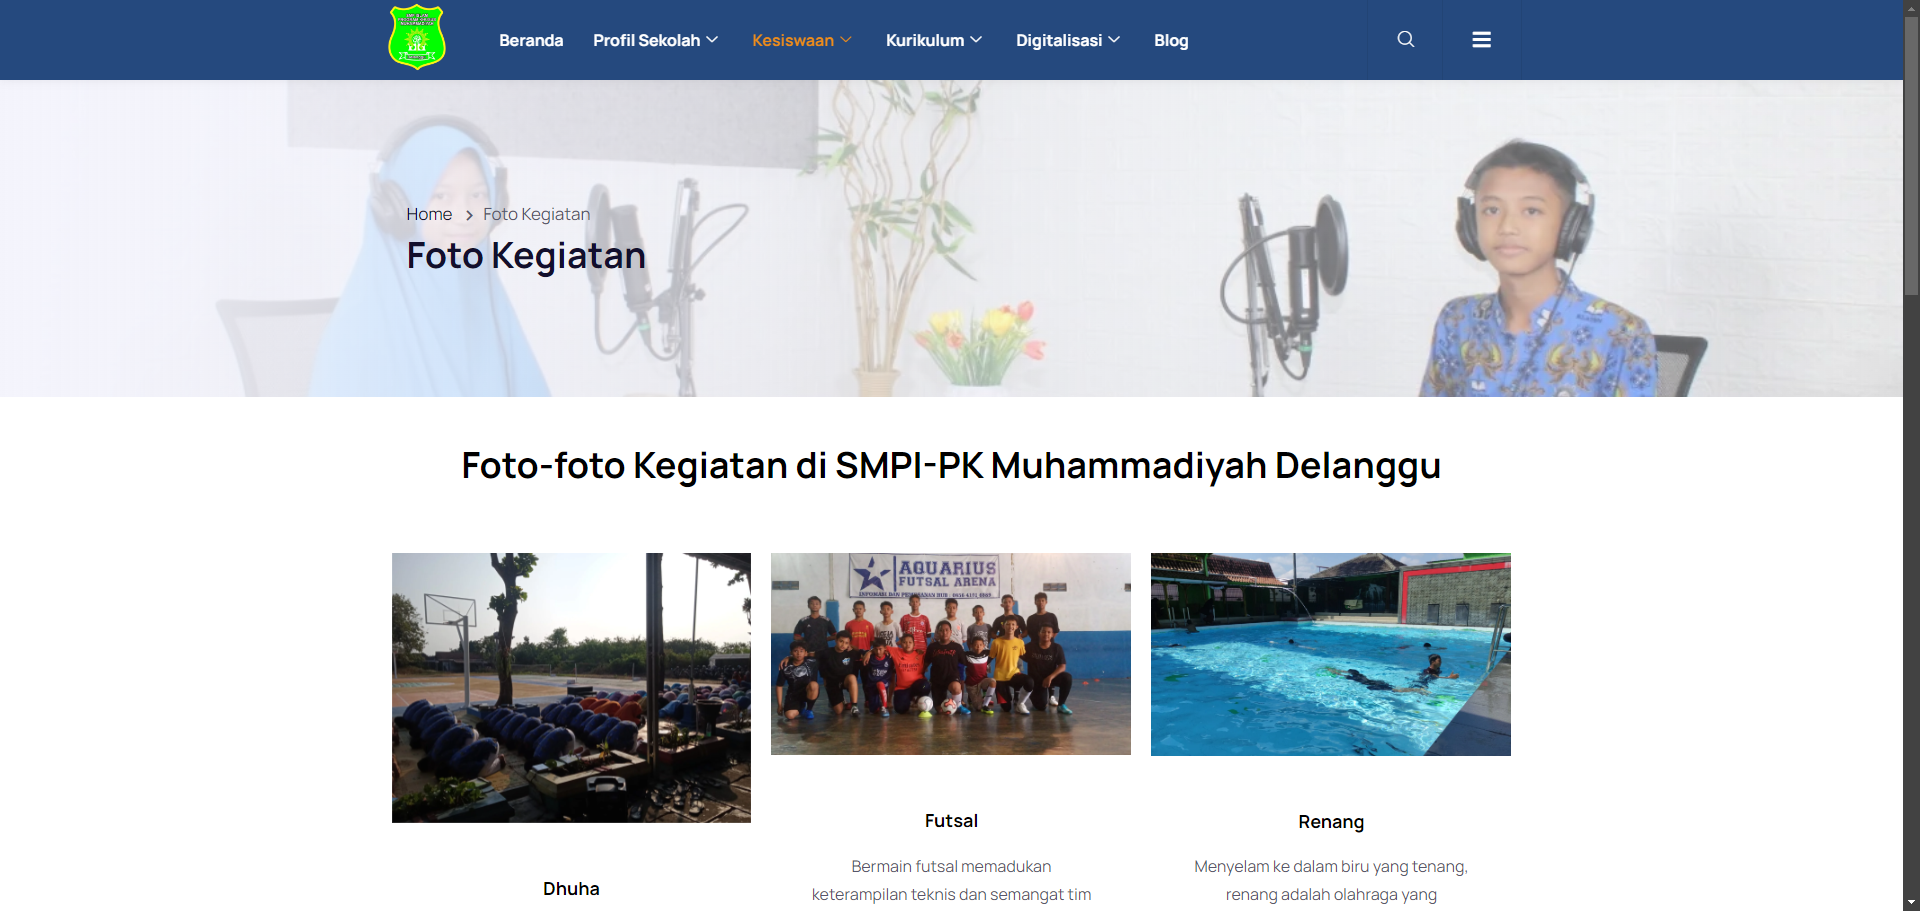 Beranda
Profil Sekolah
Kesiswaan
Kurikulum
Digitalisasi
Blog
Home > Foto Kegiatan
Foto Kegiatan
Foto-foto Kegiatan di SMPI-PK Muhammadiyah Delanggu
AQUARIUS
FUTSAL ARENA
Dhuha
Futsal
Bermain futsal memadukan
keterampilan teknis dan semangat tim
Renang
Menyelam ke dalam biru yang tenang,
renang adalah olahraga yang